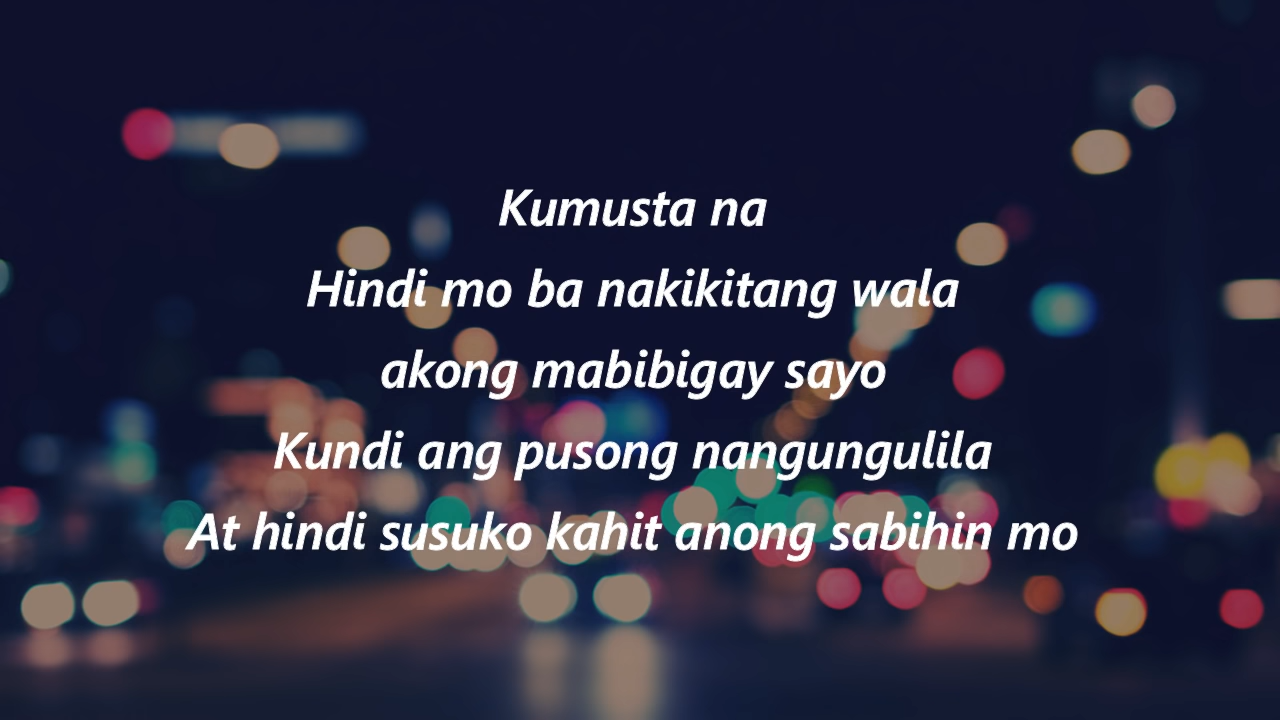 Kumusta na
Hindi mo ba nakikitang wala
akong mabibigay sayo
Kundi ang pusong nangungulila
At hindi susuko kahit anong sabihin mo